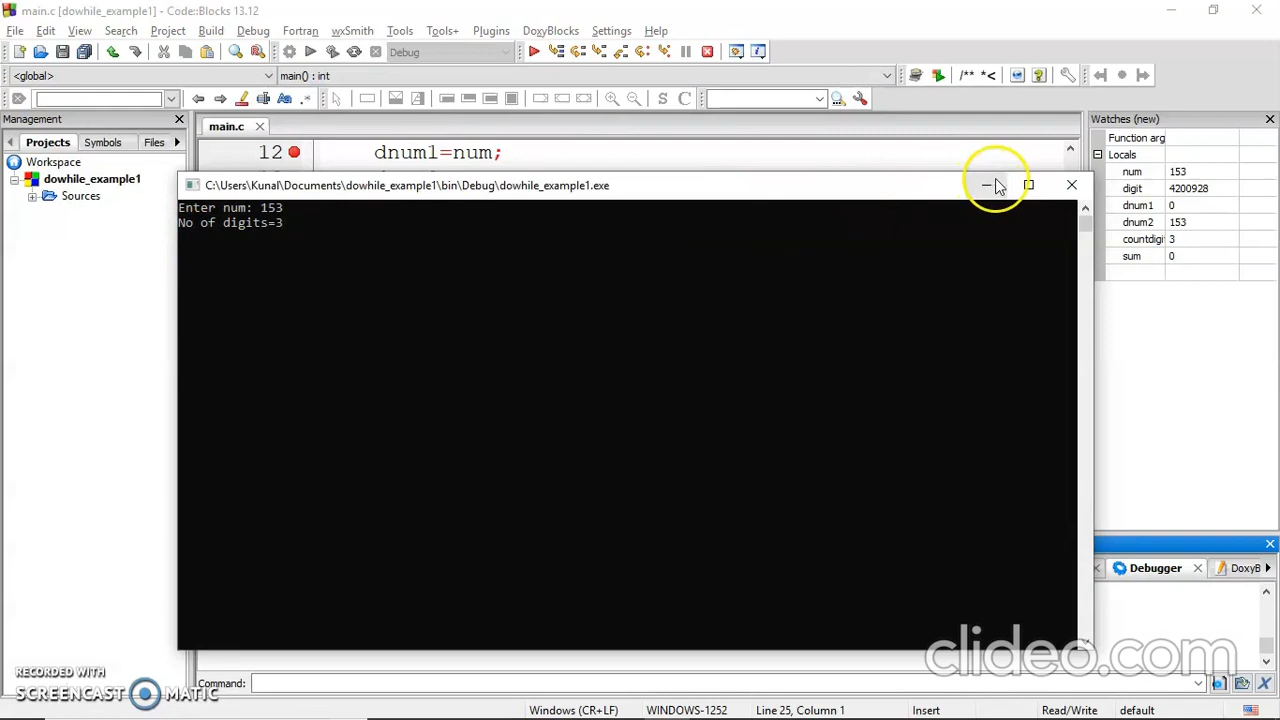 main.c [dowhile_example1] - Code::Blocks 13.12
File Edit View Search Project Build Debug Fortran wxSmith Tools Tools+ Plugins DoxyBlocks Settings Help
Debug
<global> main() : int /** *<
S C
Management main.c Watches (new)
Projects Symbols Files
12 dnum1=num;
Function arg
Locals
Workspace
dowhile_example1
Sources
num 153
digit 4200928
dnum1 0
dnum2 153
countdigi 3
sum 0
C:\Users\Kunal\Documents\dowhile_example1\bin\Debug\dowhile_example1.exe
Enter num: 153
No of digits=3
Debugger DoxyB
clideo.com
RECORDED WITH
SCREENCAST MATIC
Command:
Windows (CR+LF) WINDOWS-1252 Line 25, Column 1 Insert Read/Write default